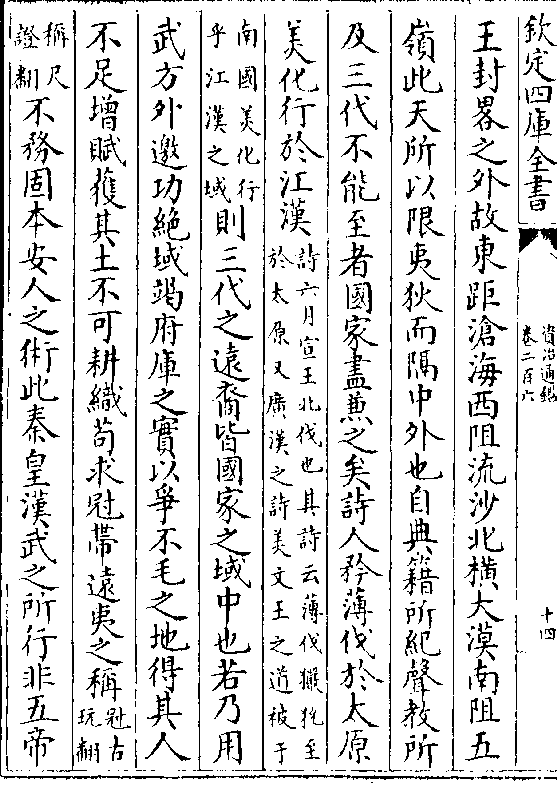 欽定四庫全書
資治通鑑
卷二百六
十四
王封畧之外故東距滄海西阻流沙北横大漠南阻五
嶺此天所以限夷狄而隔中外也自典籍所紀聲教所
及三代不能至者國家盡兼之矣詩人矜薄伐於太原
美化行於江漢詩六月宣王北伐也其詩云薄伐玁狁至
於太原又廣漢之詩美文王之道被于
南國美化行
乎江漢之域則三代之遠裔皆國家之域中也若乃用
武方外邀功絶域竭府庫之實以爭不毛之地得其人
不足增賦獲其土不可耕織苟求冠帶遠夷之稱冠古
玩翻
稱尺
證翻不務固本安人之術此秦皇漢武之所行非五帝